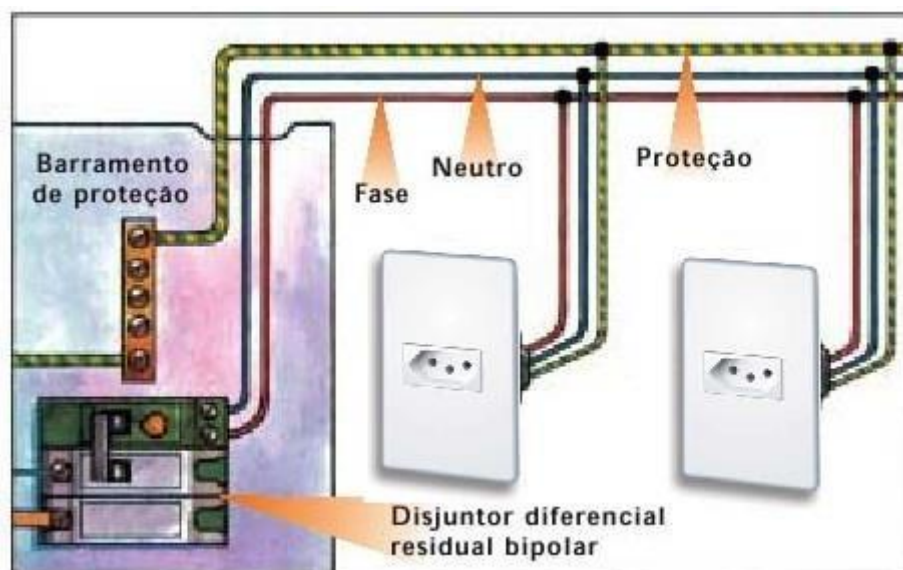 Barramento
de proteção
Fase
Neutro
Proteção
Disjuntor diferencial
residual bipolar